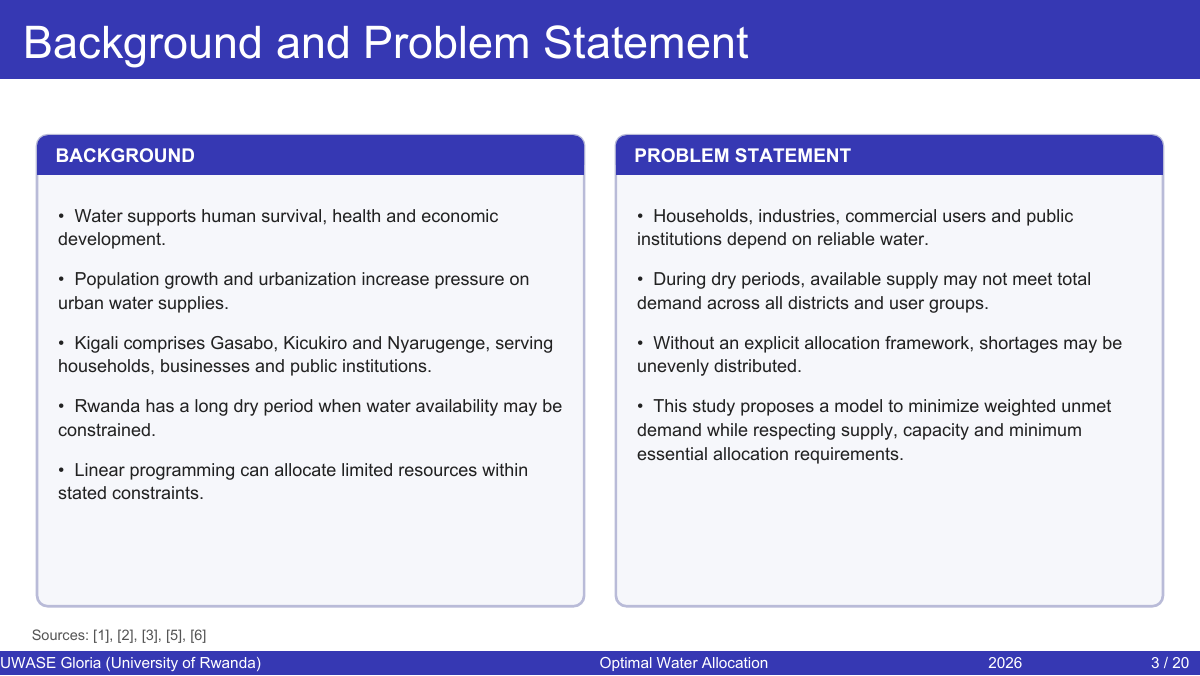 Background and Problem Statement
BACKGROUND
• Water supports human survival, health and economic
development.
• Population growth and urbanization increase pressure on
urban water supplies.
• Kigali comprises Gasabo, Kicukiro and Nyarugenge, serving
households, businesses and public institutions.
• Rwanda has a long dry period when water availability may be
constrained.
• Linear programming can allocate limited resources within
stated constraints.
PROBLEM STATEMENT
• Households, industries, commercial users and public
institutions depend on reliable water.
• During dry periods, available supply may not meet total
demand across all districts and user groups.
• Without an explicit allocation framework, shortages may be
unevenly distributed.
• This study proposes a model to minimize weighted unmet
demand while respecting supply, capacity and minimum
essential allocation requirements.
Sources: [1], [2], [3], [5], [6]
UWASE Gloria (University of Rwanda) Optimal Water Allocation 2026 3 / 20